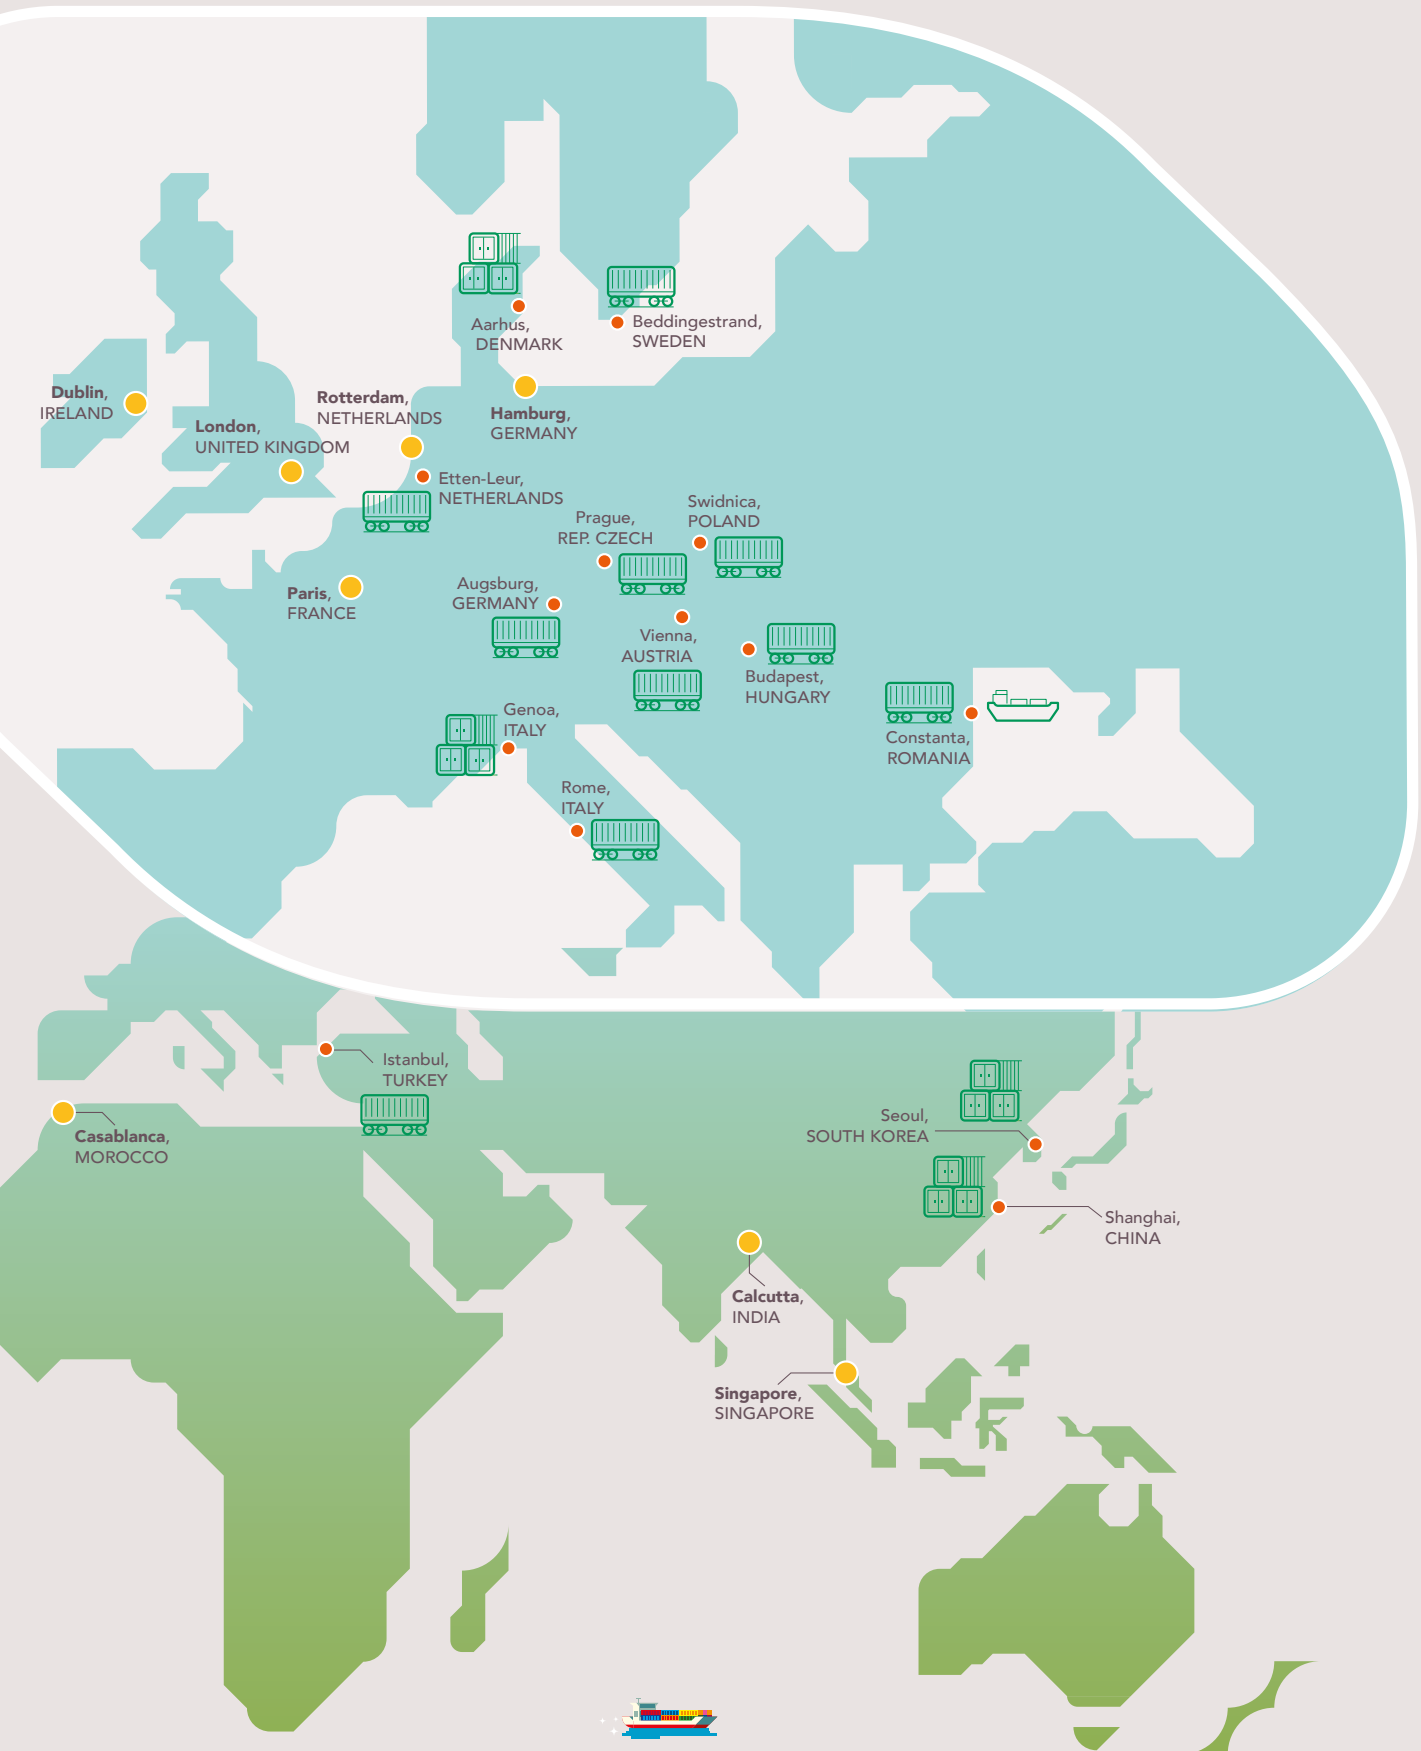 Aarhus,
DENMARK
Beddingestrand,
SWEDEN
Dublin,
IRELAND
Rotterdam,
NETHERLANDS
London,
UNITED KINGDOM
Hamburg,
GERMANY
Etten-Leur,
NETHERLANDS
Swidnica,
POLAND
Prague,
REP. CZECH
Paris,
FRANCE
Augsburg,
GERMANY
Vienna,
AUSTRIA
Budapest,
HUNGARY
Genoa,
ITALY
Constanta,
ROMANIA
Rome,
ITALY
Istanbul,
TURKEY
Casablanca,
MOROCCO
Seoul,
SOUTH KOREA
Shanghai,
CHINA
Calcutta,
INDIA
Singapore,
SINGAPORE